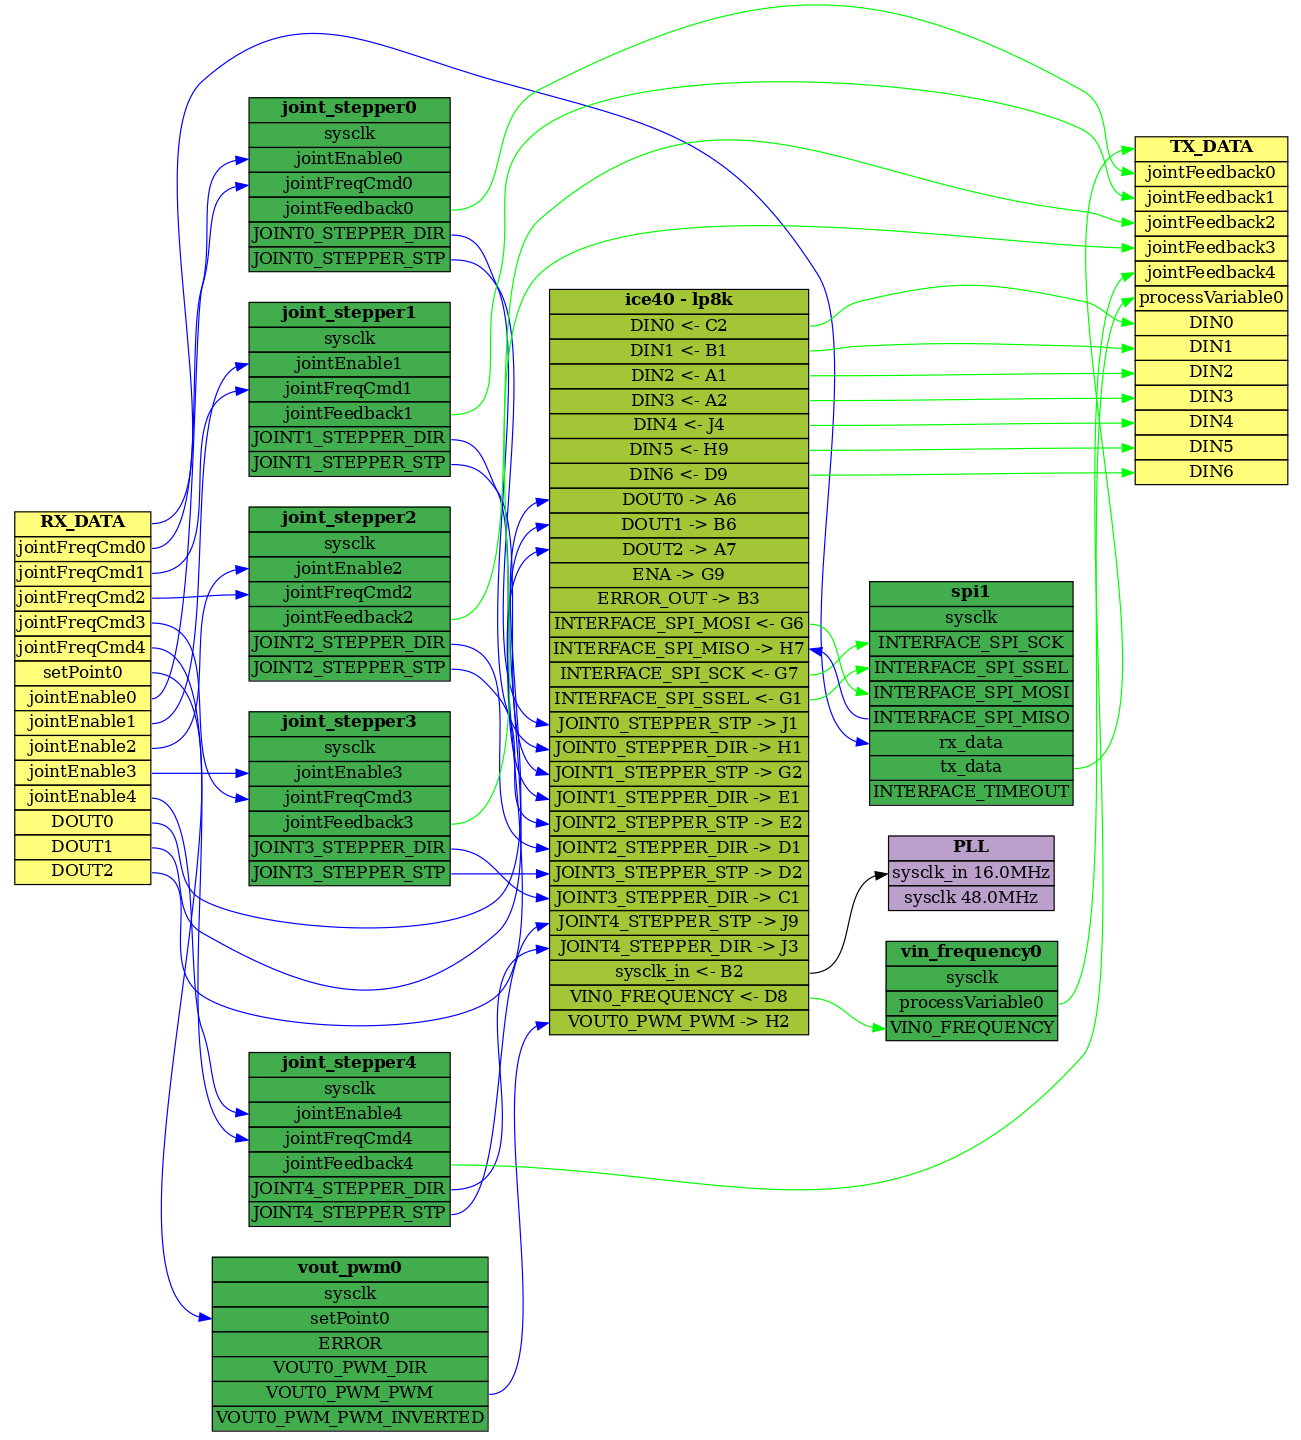 RX_DATA
jointFreqCmd0
jointFreqCmd1
jointFreqCmd2
jointFreqCmd3
jointFreqCmd4
setPoint0
jointEnable0
jointEnable1
jointEnable2
jointEnable3
jointEnable4
DOUT0
DOUT1
DOUT2
joint_stepper0
sysclk
jointEnable0
jointFreqCmd0
jointFeedback0
JOINT0_STEPPER_DIR
JOINT0_STEPPER_STP
joint_stepper1
sysclk
jointEnable1
jointFreqCmd1
jointFeedback1
JOINT1_STEPPER_DIR
JOINT1_STEPPER_STP
joint_stepper2
sysclk
jointEnable2
jointFreqCmd2
jointFeedback2
JOINT2_STEPPER_DIR
JOINT2_STEPPER_STP
joint_stepper3
sysclk
jointEnable3
jointFreqCmd3
jointFeedback3
JOINT3_STEPPER_DIR
JOINT3_STEPPER_STP
joint_stepper4
sysclk
jointEnable4
jointFreqCmd4
jointFeedback4
JOINT4_STEPPER_DIR
JOINT4_STEPPER_STP
vout_pwm0
sysclk
setPoint0
ERROR
VOUT0_PWM_DIR
VOUT0_PWM_PWM
VOUT0_PWM_PWM_INVERTED
ice40 - lp8k
DIN0 <- C2
DIN1 <- B1
DIN2 <- A1
DIN3 <- A2
DIN4 <- J4
DIN5 <- H9
DIN6 <- D9
DOUT0 -> A6
DOUT1 -> B6
DOUT2 -> A7
ENA -> G9
ERROR_OUT -> B3
INTERFACE_SPI_MOSI <- G6
INTERFACE_SPI_MISO -> H7
INTERFACE_SPI_SCK <- G7
INTERFACE_SPI_SSEL <- G1
JOINT0_STEPPER_STP -> J1
JOINT0_STEPPER_DIR -> H1
JOINT1_STEPPER_STP -> G2
JOINT1_STEPPER_DIR -> E1
JOINT2_STEPPER_STP -> E2
JOINT2_STEPPER_DIR -> D1
JOINT3_STEPPER_STP -> D2
JOINT3_STEPPER_DIR -> C1
JOINT4_STEPPER_STP -> J9
JOINT4_STEPPER_DIR -> J3
sysclk_in <- B2
VIN0_FREQUENCY <- D8
VOUT0_PWM_PWM -> H2
spi1
sysclk
INTERFACE_SPI_SCK
INTERFACE_SPI_SSEL
INTERFACE_SPI_MOSI
INTERFACE_SPI_MISO
rx_data
tx_data
INTERFACE_TIMEOUT
PLL
sysclk_in 16.0MHz
sysclk 48.0MHz
vin_frequency0
sysclk
processVariable0
VIN0_FREQUENCY
TX_DATA
jointFeedback0
jointFeedback1
jointFeedback2
jointFeedback3
jointFeedback4
processVariable0
DIN0
DIN1
DIN2
DIN3
DIN4
DIN5
DIN6